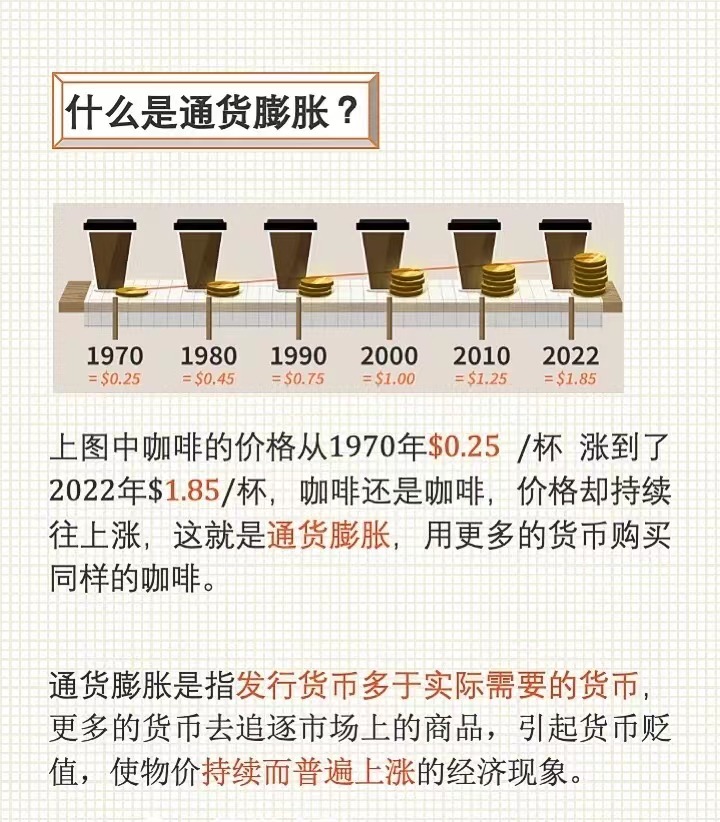 什么是通货膨胀？
1970 1980 1990 2000 2010 2022
=$0.25 =$0.45 =$0.75 =$1.00 =$1.25 =$1.85
上图中咖啡的价格从1970年$0.25 /杯 涨到了
2022年$1.85/杯，咖啡还是咖啡，价格却持续
往上涨，这就是通货膨胀，用更多的货币购买
同样的咖啡。
通货膨胀是指发行货币多于实际需要的货币，
更多的货币去追逐市场上的商品，引起货币贬
值，使物价持续而普遍上涨的经济现象。